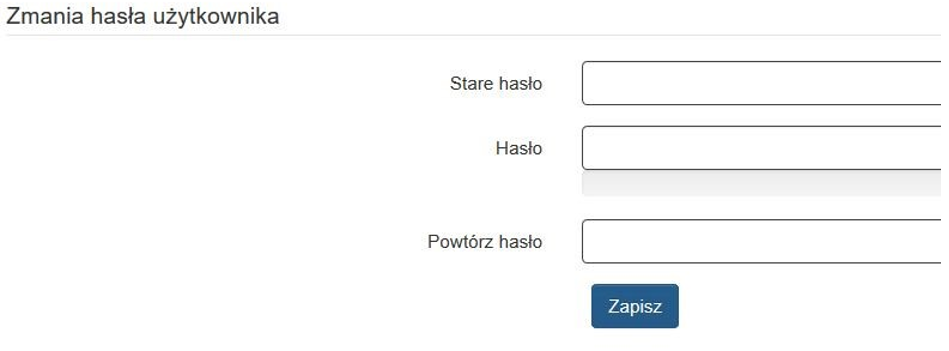 Zmania hasła użytkownika
Stare hasło
Hasło
Powtórz hasło
Zapisz